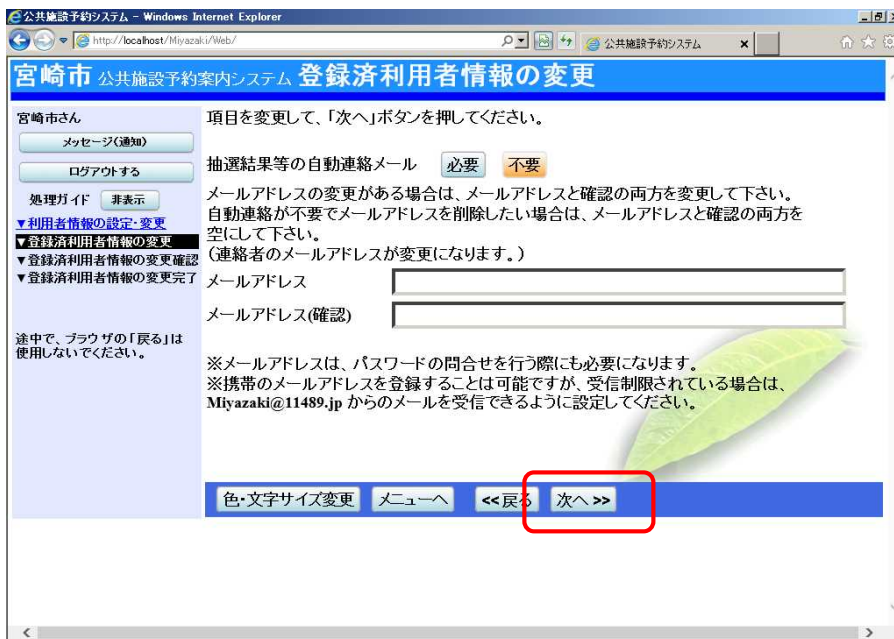 公共施設予約システム - Windows Internet Explorer
http://localhost/Miyazaki/Web/
公共施設予約システム
宮崎市 公共施設予約案内システム 登録済利用者情報の変更
宮崎市さん
メッセージ(通知)
ログアウトする
処理ガイド 非表示
▼利用者情報の設定・変更
▼登録済利用者情報の変更
▼登録済利用者情報の変更確認
▼登録済利用者情報の変更完了
途中で、ブラウザの「戻る」は
使用しないでください。
項目を変更して、「次へ」ボタンを押してください。
抽選結果等の自動連絡メール 必要 不要
メールアドレスの変更がある場合は、メールアドレスと確認の両方を変更して下さい。
自動連絡が不要でメールアドレスを削除したい場合は、メールアドレスと確認の両方を
空にして下さい。
(連絡者のメールアドレスが変更になります。)
メールアドレス
メールアドレス(確認)
※メールアドレスは、パスワードの問合せを行う際にも必要になります。
※携帯のメールアドレスを登録することは可能ですが、受信制限されている場合は、
Miyazaki@11489.jp からのメールを受信できるように設定してください。
色・文字サイズ変更 メニューへ <<戻る 次へ>>